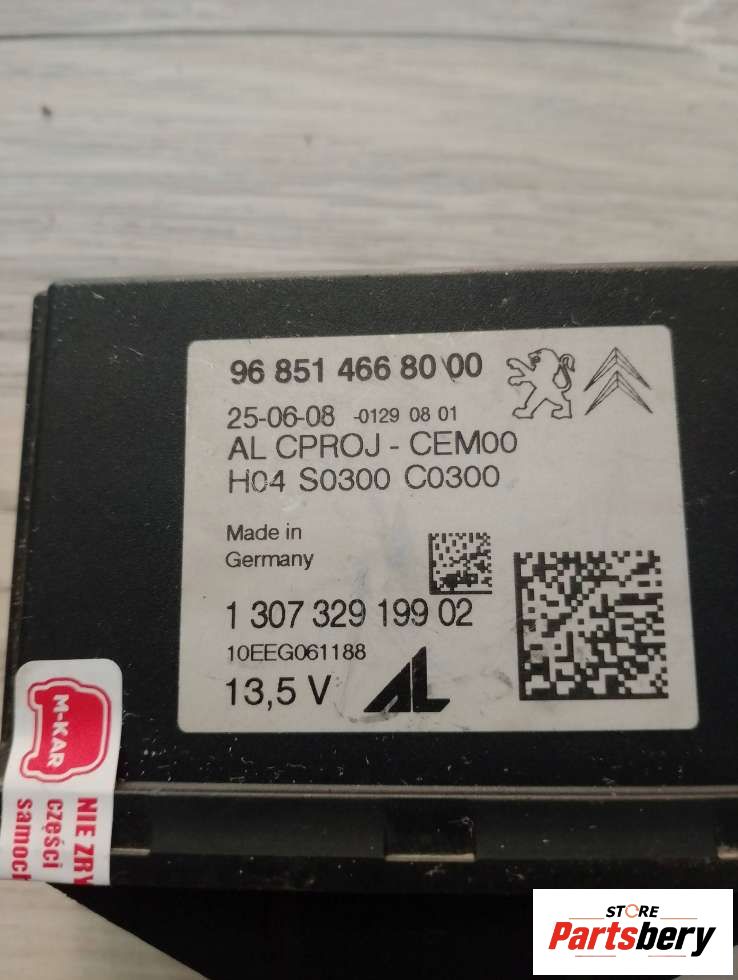 96 851 466 80 00
25-06-08 -0129 08 01
AL CPROJ - CEM00
H04 S0300 C0300
Made in
Germany
1 307 329 199 02
10EEG061188
13,5 V
AL
M-KAR
NIE ZRY
części
samoch
STORE
Partsbery